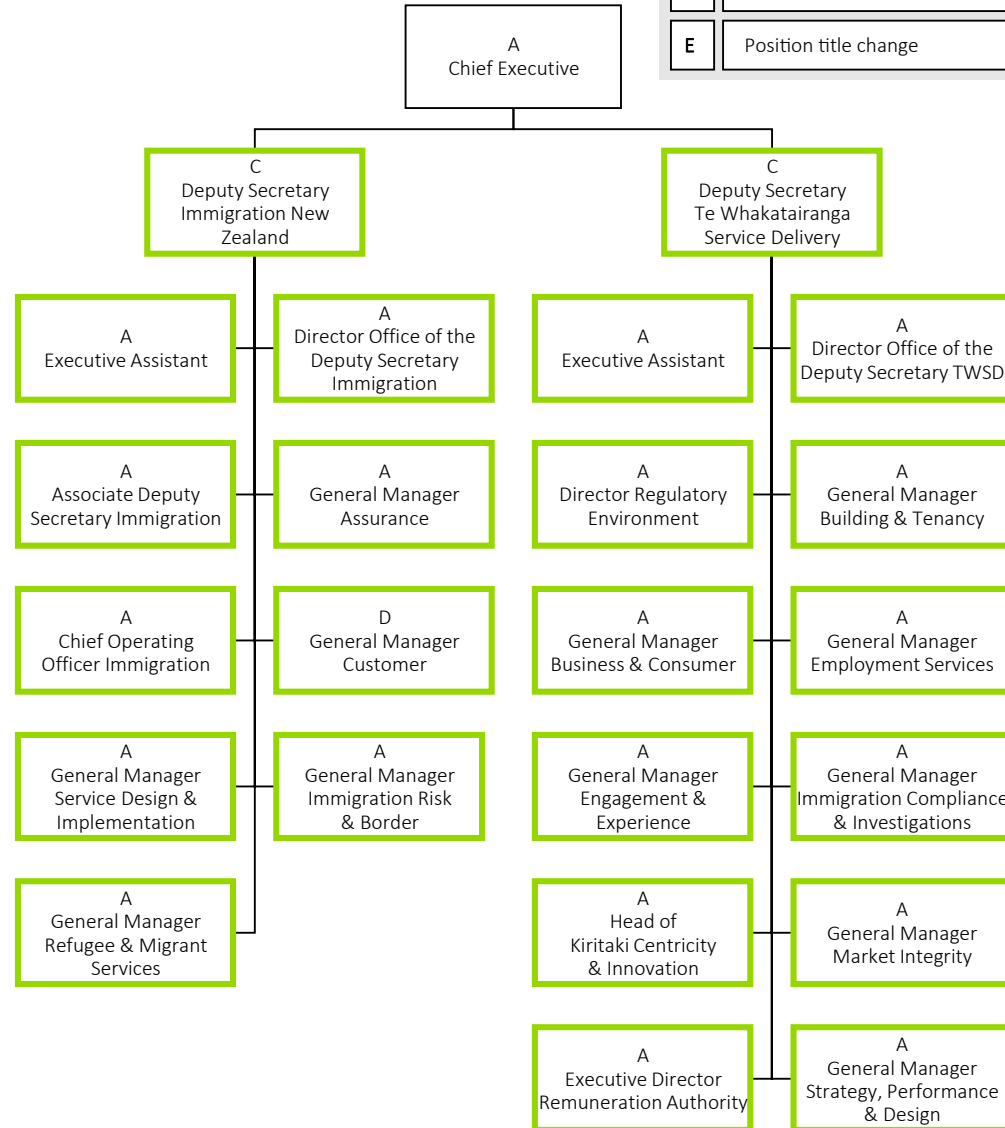 E
Position title change
A
Chief Executive
C
Deputy Secretary
Immigration New
Zealand
C
Deputy Secretary
Te Whakatairanga
Service Delivery
A
Executive Assistant
A
Director Office of the
Deputy Secretary
Immigration
A
Executive Assistant
A
Director Office of the
Deputy Secretary TWSD
A
Associate Deputy
Secretary Immigration
A
General Manager
Assurance
A
Director Regulatory
Environment
A
General Manager
Building & Tenancy
A
Chief Operating
Officer Immigration
D
General Manager
Customer
A
General Manager
Business & Consumer
A
General Manager
Employment Services
A
General Manager
Service Design &
Implementation
A
General Manager
Immigration Risk
& Border
A
General Manager
Engagement &
Experience
A
General Manager
Immigration Compliance
& Investigations
A
General Manager
Refugee & Migrant
Services
A
Head of
Kiritaki Centricity
& Innovation
A
General Manager
Market Integrity
A
Executive Director
Remuneration Authority
A
General Manager
Strategy, Performance
& Design